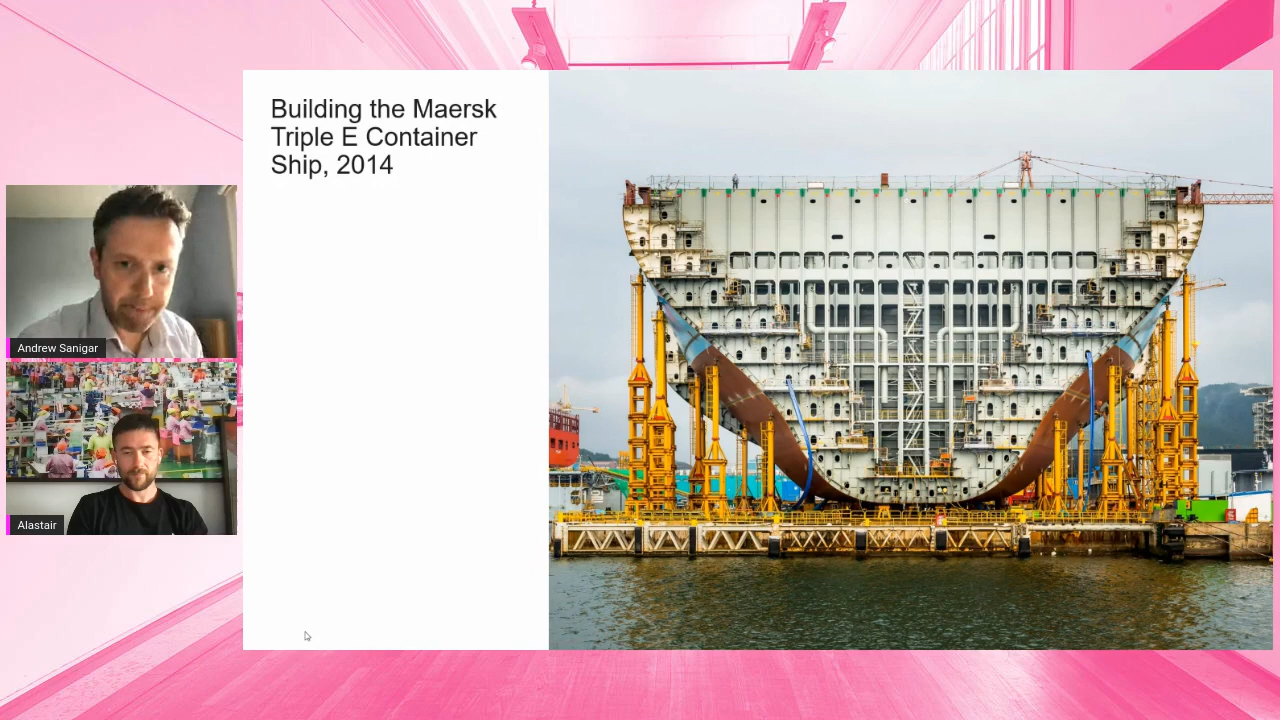 Building the Maersk
Triple E Container
Ship, 2014
Andrew Sanigar
Alastair